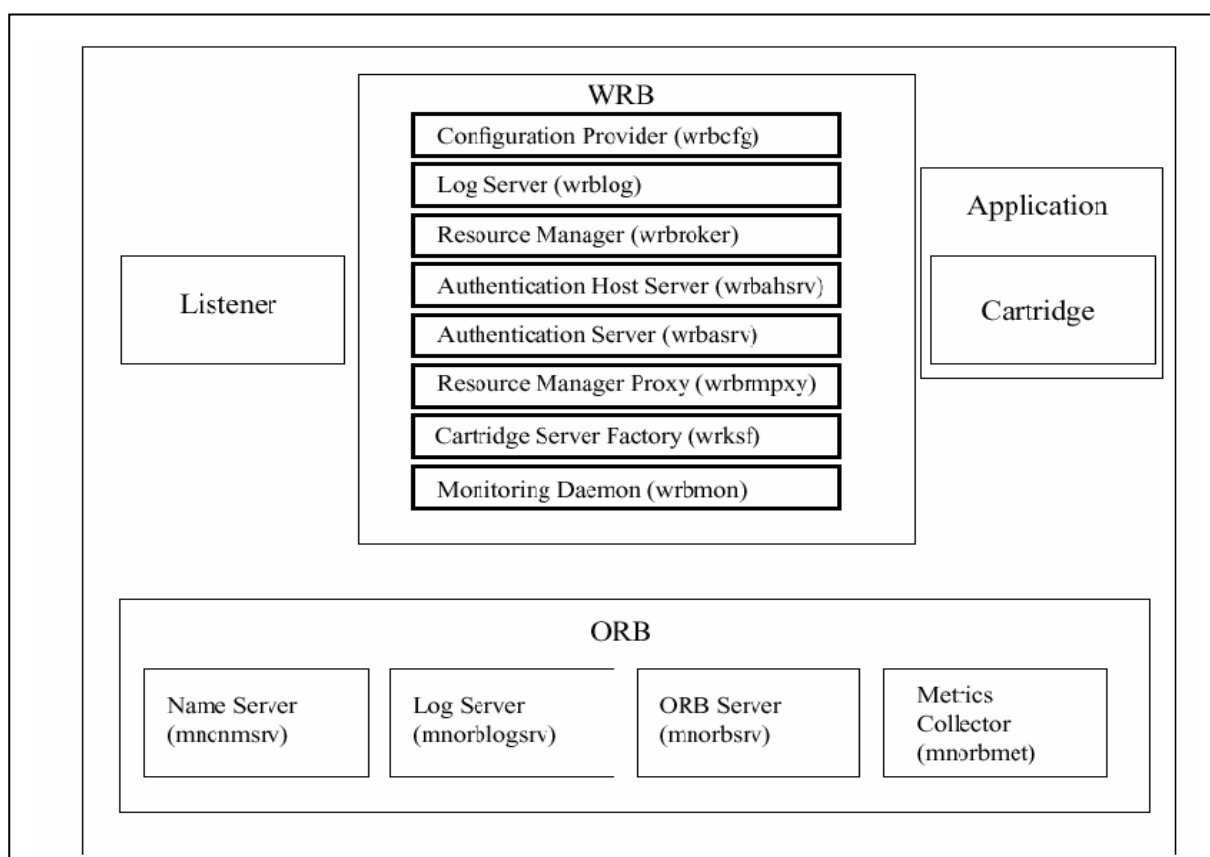 WRB
Configuration Provider (wrbcfg)
Log Server (wrblog)
Resource Manager (wrbroker)
Authentication Host Server (wrbahsrv)
Authentication Server (wrbasrv)
Resource Manager Proxy (wrbrmpxy)
Cartridge Server Factory (wrksf)
Monitoring Daemon (wrbmon)
Listener
Application
Cartridge
ORB
Name Server
(mncnmsrv)
Log Server
(mnorblogsrv)
ORB Server
(mnorbsrv)
Metrics
Collector
(mnorbmet)